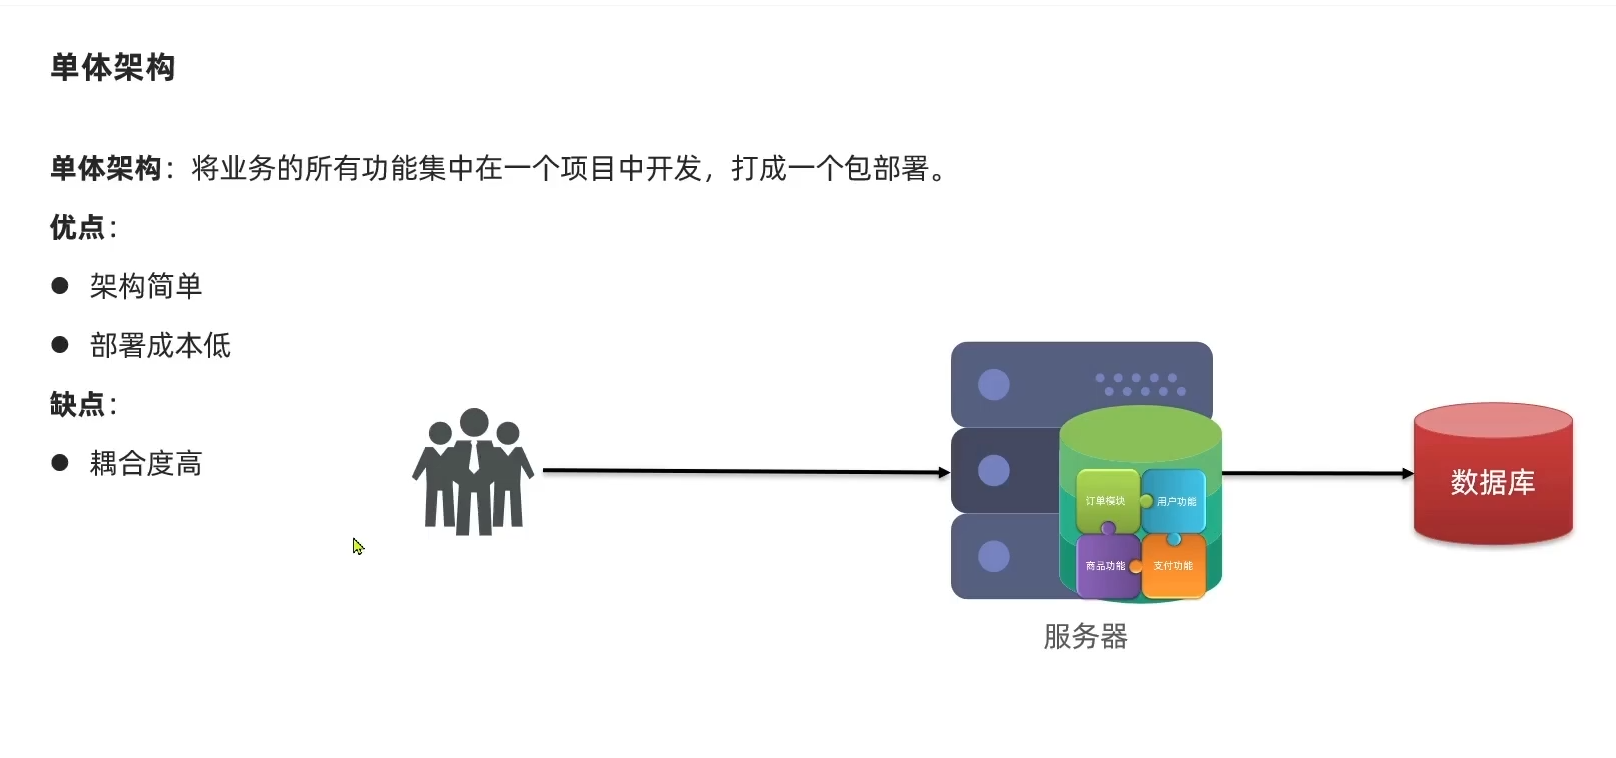 单体架构
单体架构：将业务的所有功能集中在一个项目中开发，打成一个包部署。
优点：
● 架构简单
● 部署成本低
缺点：
● 耦合度高
订单模块
用户功能
商品功能
支付功能
服务器
数据库